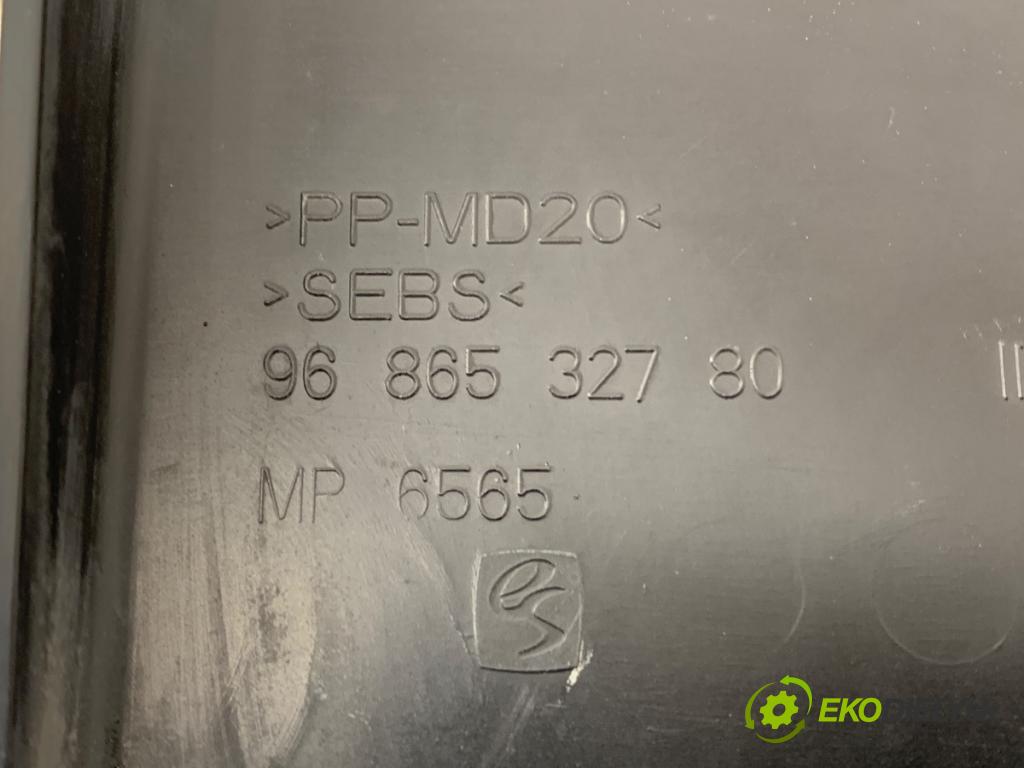 >PP-MD20<
>SEBS<
96 865 327 80
MP 6565
EKO